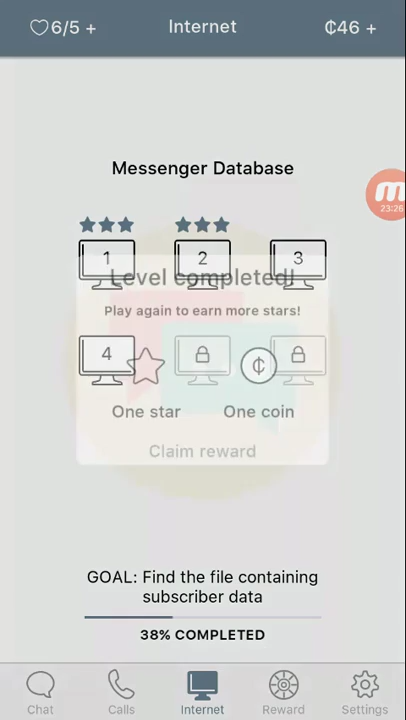 ♡6/5 + Internet ₵46 +
Messenger Database
23:26
1 2 3
Level completed!
Play again to earn more stars!
4 ₵
One star One coin
Claim reward
GOAL: Find the file containing
subscriber data
38% COMPLETED
Chat Calls Internet Reward Settings